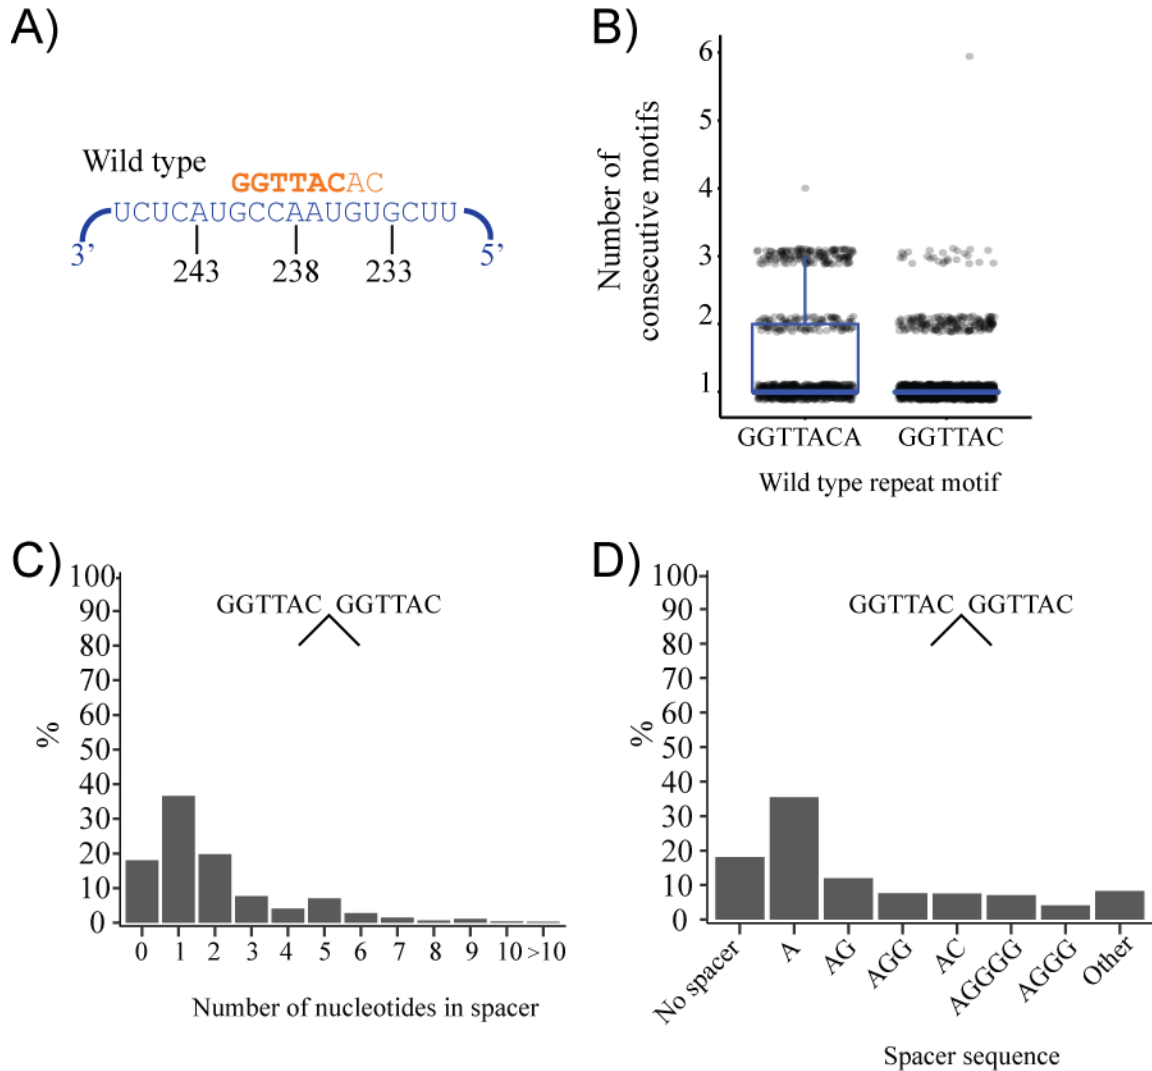 A)
Wild type
GGTTACAC
UCUCAUGCCAAUGUGCUU
3’
5’
243 238 233
B)
6
5
4
3
2
1
Number of
consecutive motifs
GGTTACA GGTTAC
Wild type repeat motif
C)
100
90
80
70
60
50
40
30
20
10
0
%
GGTTAC GGTTAC
0 1 2 3 4 5 6 7 8 9 10 >10
Number of nucleotides in spacer
D)
100
90
80
70
60
50
40
30
20
10
0
%
GGTTAC GGTTAC
No spacer
A
AG
AGG
AC
AGGGG
AGGG
Other
Spacer sequence